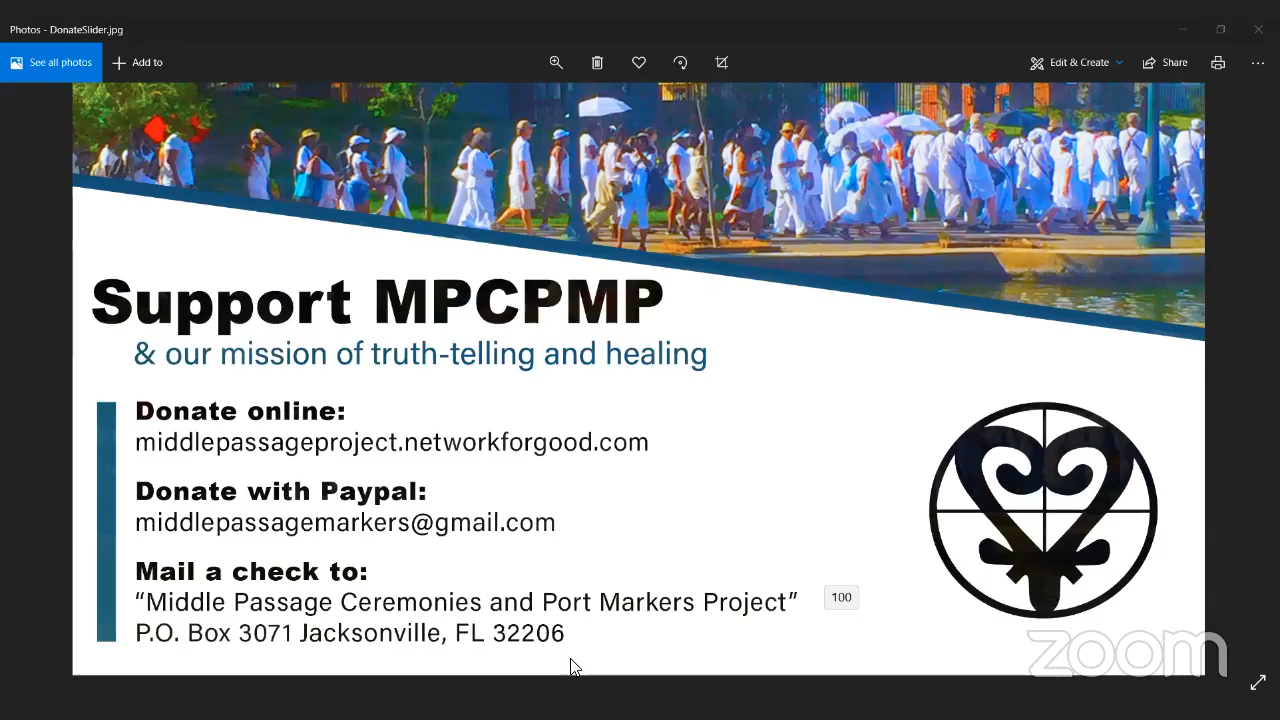 Photos - DonateSlider.jpg
See all photos
Add to
Edit & Create
Share
Support MPCPMP
& our mission of truth-telling and healing
Donate online:
middlepassageproject.networkforgood.com
Donate with Paypal:
middlepassagemarkers@gmail.com
Mail a check to:
“Middle Passage Ceremonies and Port Markers Project”
100
P.O. Box 3071 Jacksonville, FL 32206
zoom